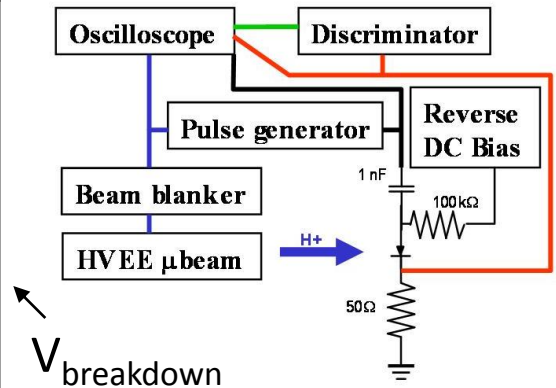 Oscilloscope
Discriminator
Pulse generator
Reverse
DC Bias
Beam blanker
1 nF
100kΩ
HVEE μbeam
H+
50Ω
Vbreakdown